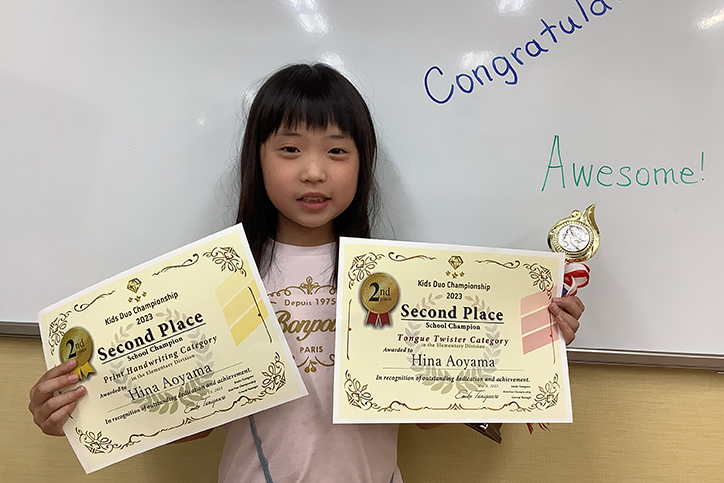 Congratula
Awesome!
Kids Duo Championship
2023
Second Place
School Champion
Print Handwriting Category
in the Elementary Division
Awarded to
Hina Aoyama
In recognition of outstanding dedication and achievement.
2nd
place
Depuis 1975
Bonpoi
PARIS
Kids Duo Championship
2023
Second Place
School Champion
Tongue Twister Category
in the Elementary Division
Awarded to
Hina Aoyama
In recognition of outstanding dedication and achievement.
2nd
place